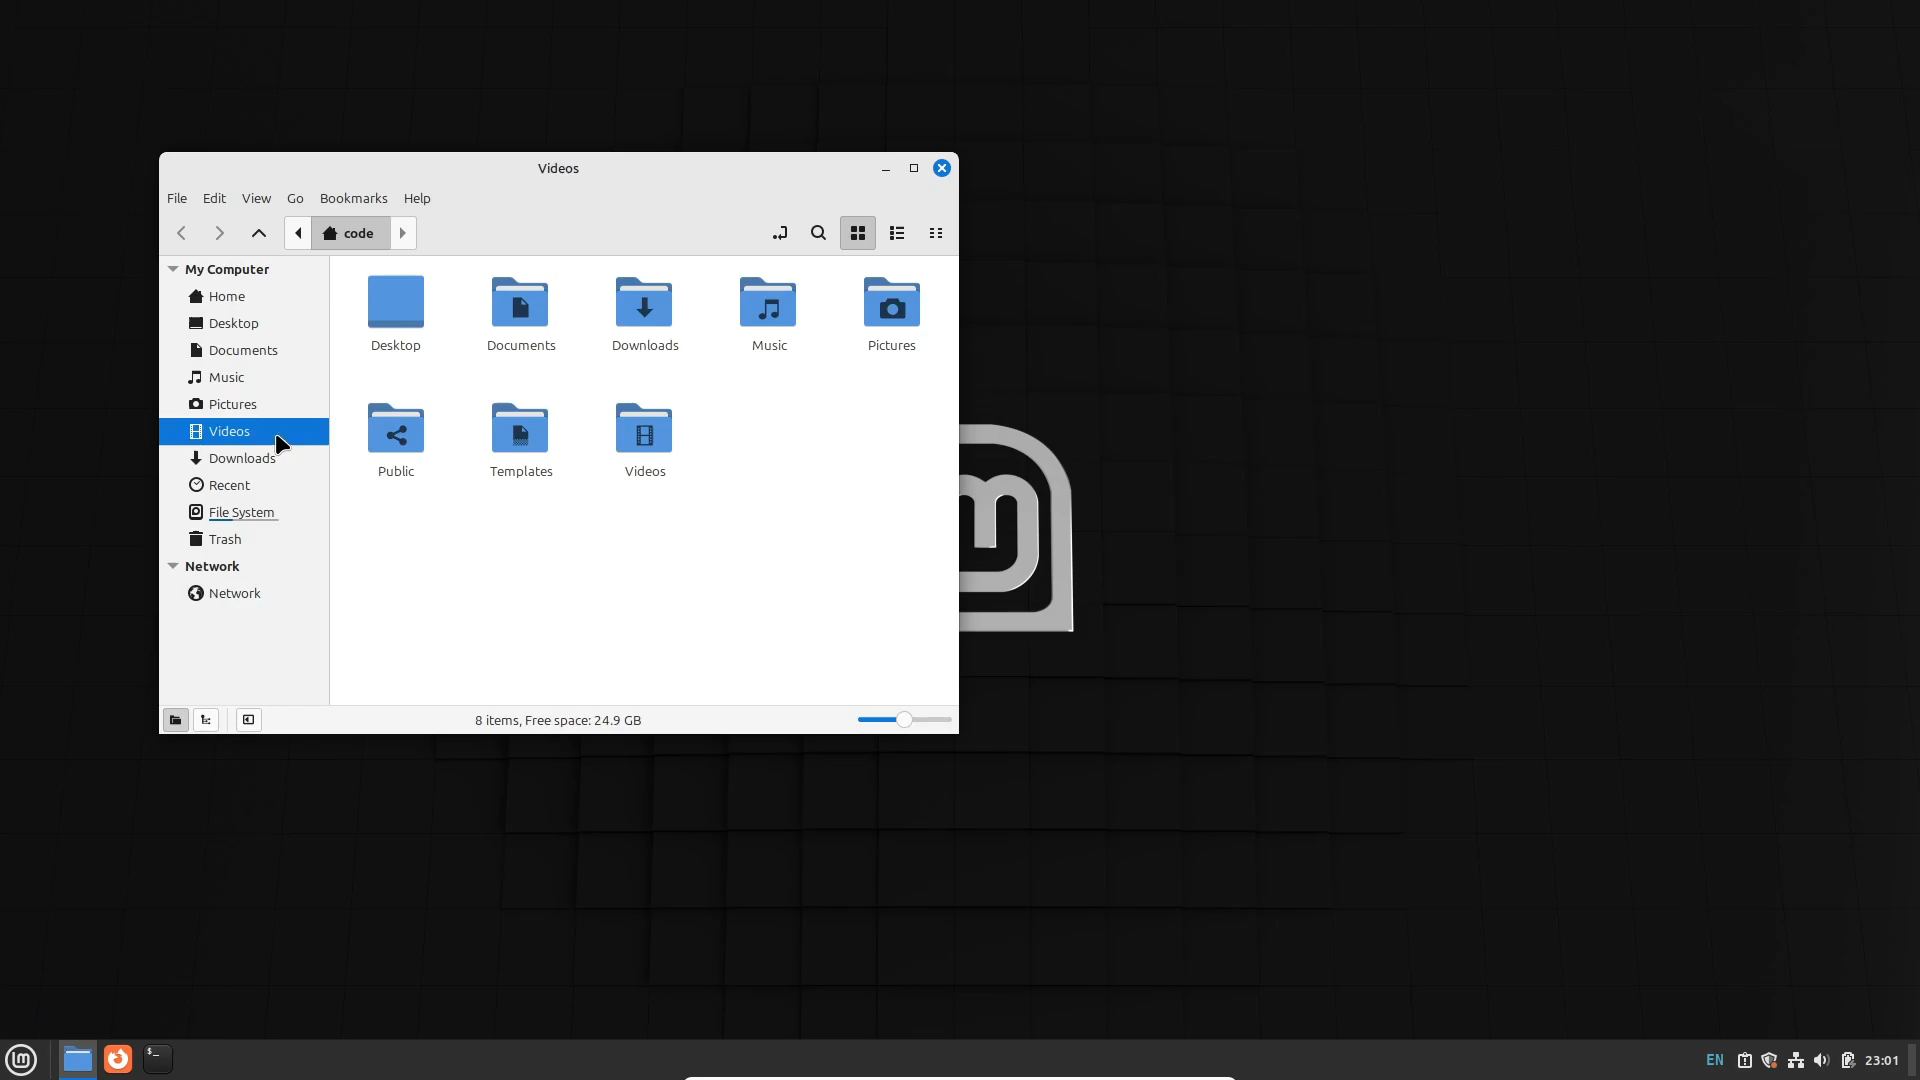 Videos
File Edit View Go Bookmarks Help
code
My Computer
Home
Desktop
Documents
Music
Pictures
Videos
Downloads
Recent
File System
Trash
Network
Network
Desktop Documents Downloads Music Pictures
Public Templates Videos
8 items, Free space: 24.9 GB
$_
EN 23:01